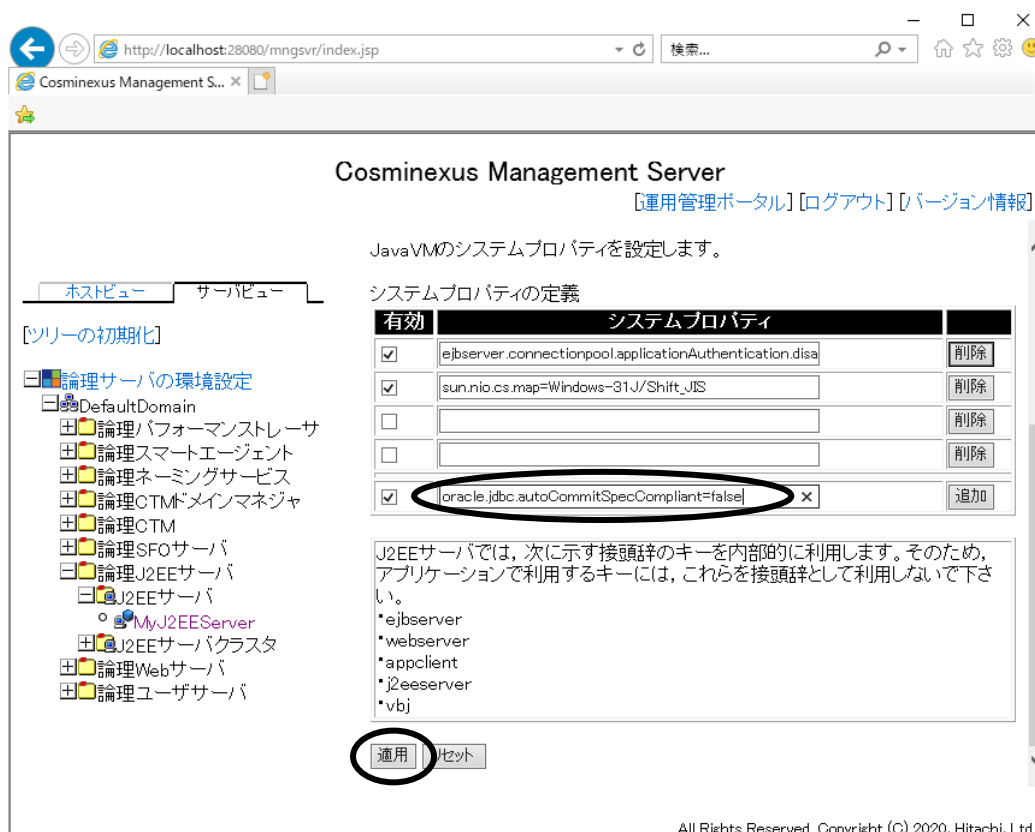 http://localhost:28080/mngsvr/index.jsp
検索...
Cosminexus Management S...
Cosminexus Management Server
[運用管理ポータル] [ログアウト] [バージョン情報]
JavaVMのシステムプロパティを設定します。
ホストビュー サーバビュー
システムプロパティの定義
[ツリーの初期化]
有効 システムプロパティ
ejbserver.connectionpool.applicationAuthentication.disa 削除
sun.nio.cs.map=Windows-31J/Shift_JIS 削除
削除
削除
oracle.jdbc.autoCommitSpecCompliant=false 追加
論理サーバの環境設定
DefaultDomain
論理パフォーマンストレーサ
論理スマートエージェント
論理ネーミングサービス
論理CTMドメインマネジャ
論理CTM
論理SFOサーバ
論理J2EEサーバ
J2EEサーバ
MyJ2EEServer
J2EEサーバクラスタ
論理Webサーバ
論理ユーザサーバ
J2EEサーバでは，次に示す接頭辞のキーを内部的に利用します。そのため，
アプリケーションで利用するキーには，これらを接頭辞として利用しないで下さ
い。
・ejbserver
・webserver
・appclient
・j2eeserver
・vbj
適用 リセット
All Rights Reserved. Copyright (C) 2020, Hitachi, Ltd